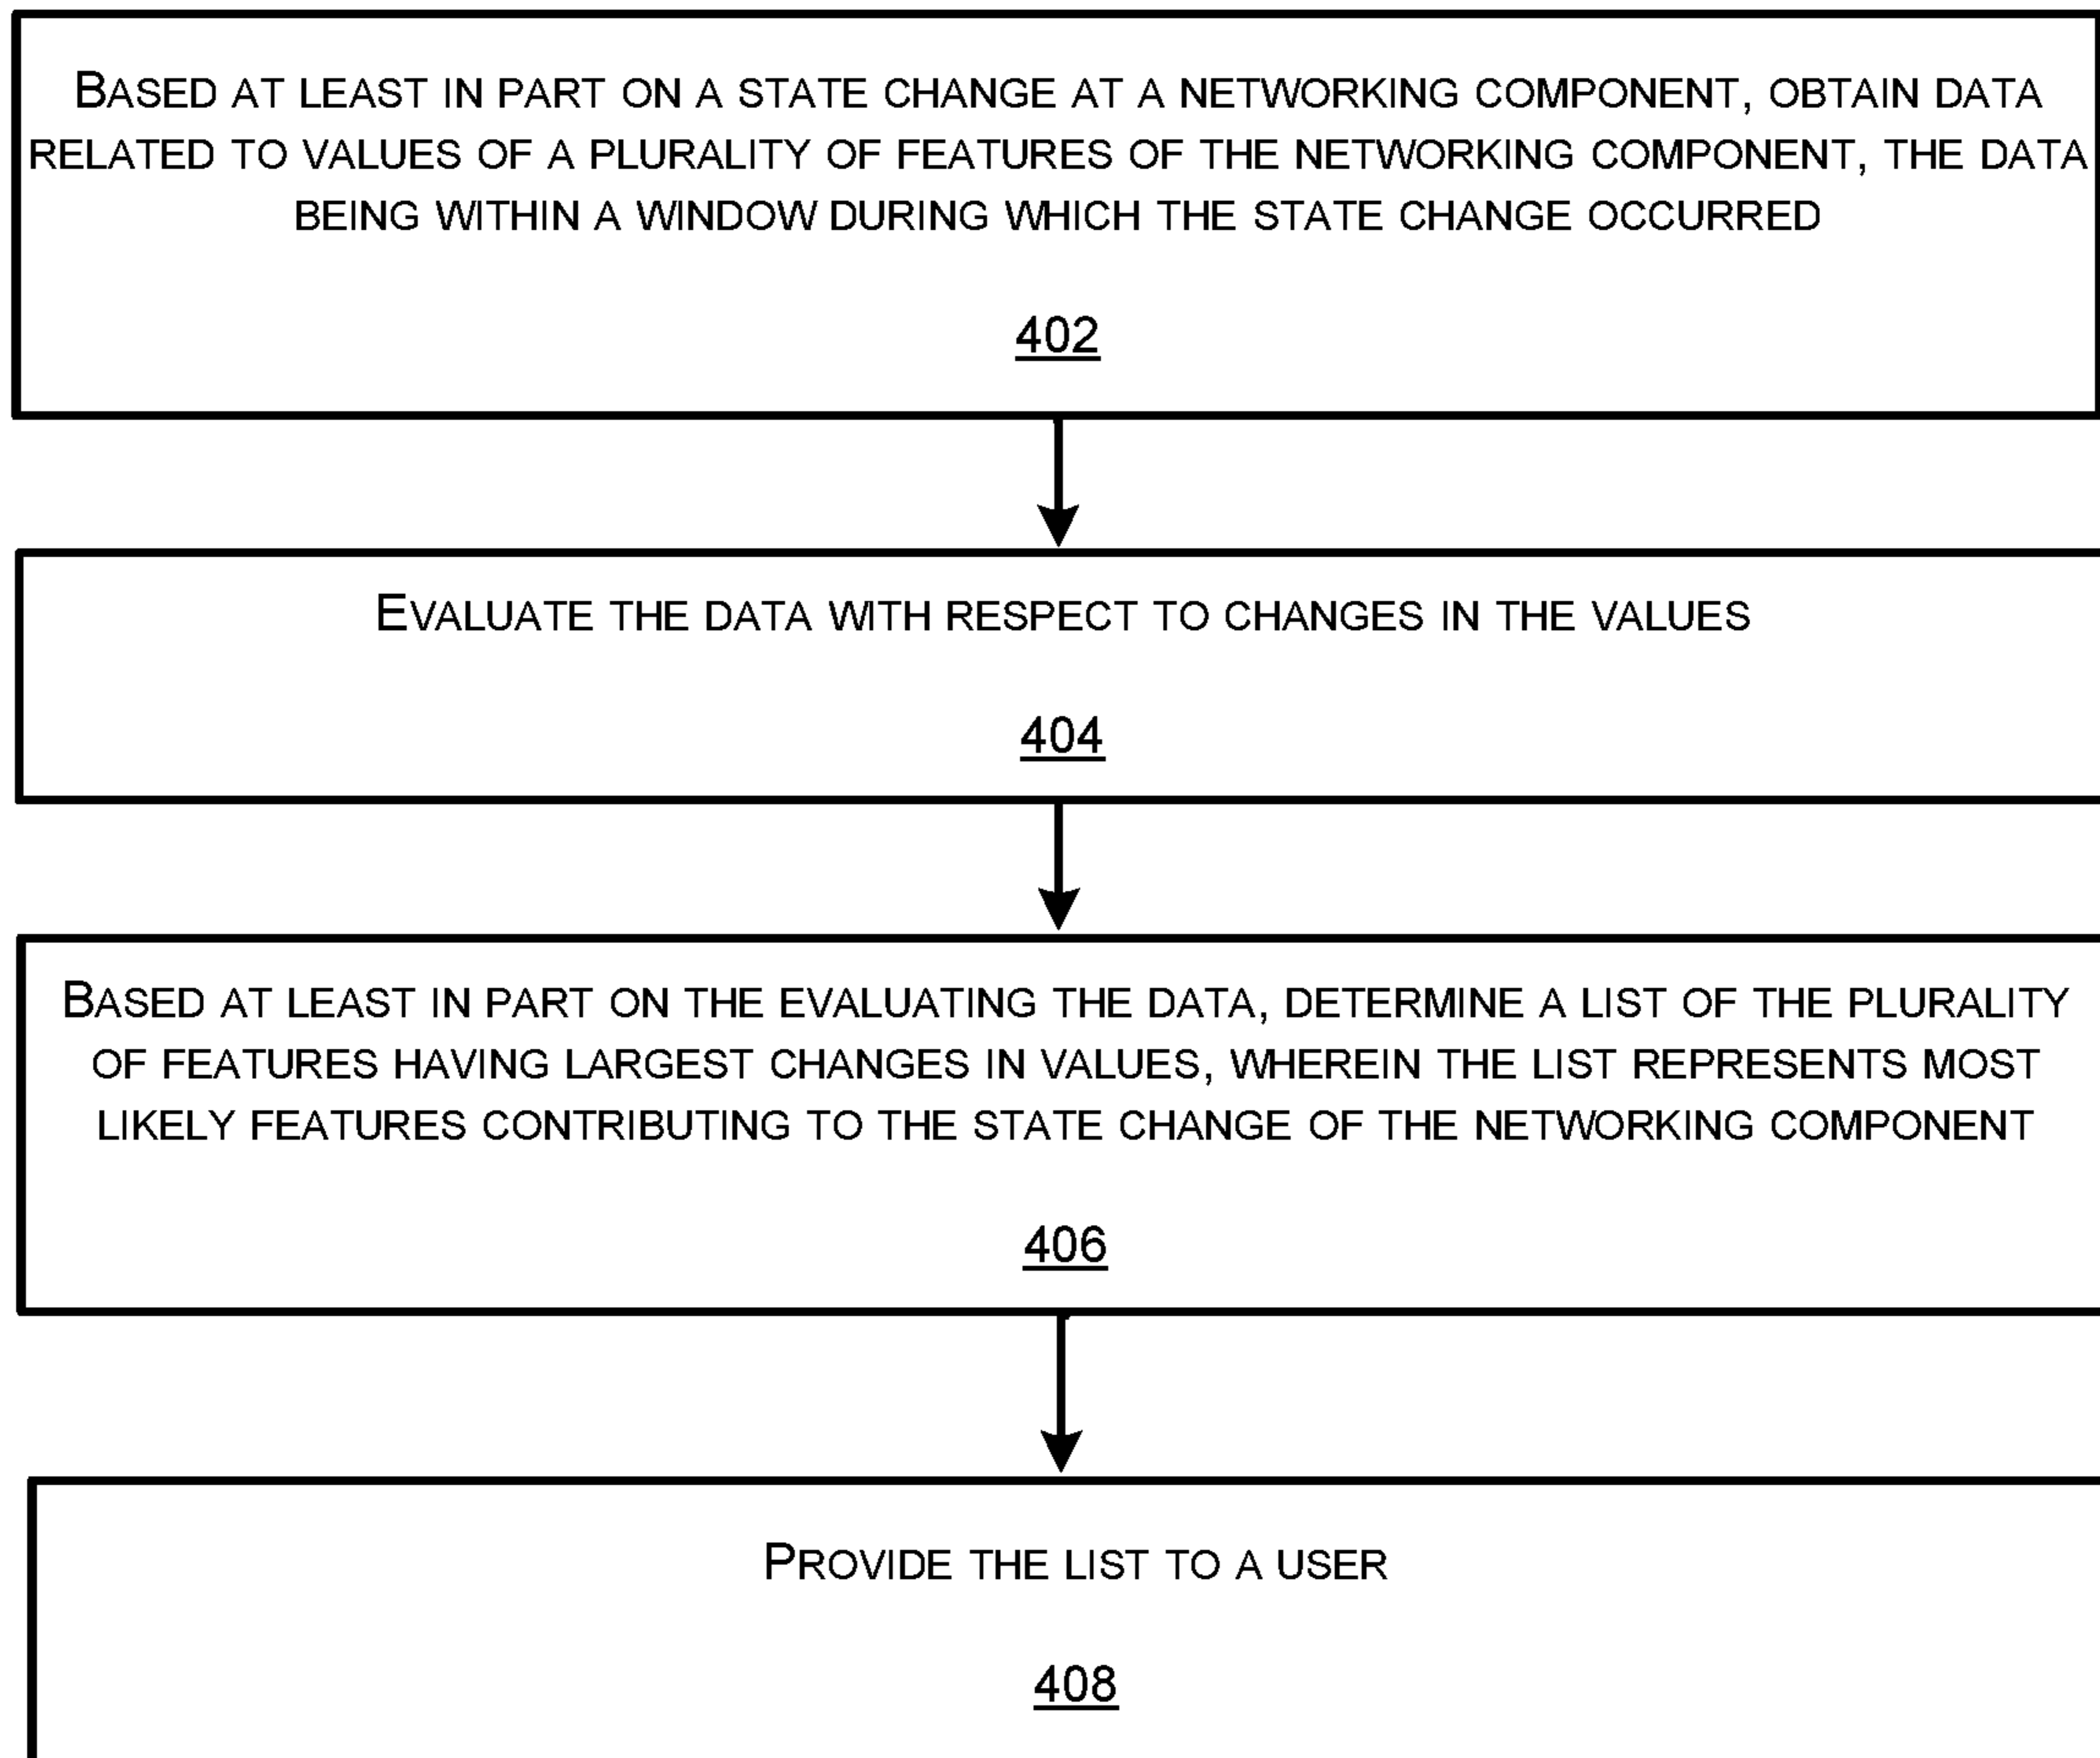 BASED AT LEAST IN PART ON A STATE CHANGE AT A NETWORKING COMPONENT, OBTAIN DATA
RELATED TO VALUES OF A PLURALITY OF FEATURES OF THE NETWORKING COMPONENT, THE DATA
BEING WITHIN A WINDOW DURING WHICH THE STATE CHANGE OCCURRED
402
EVALUATE THE DATA WITH RESPECT TO CHANGES IN THE VALUES
404
BASED AT LEAST IN PART ON THE EVALUATING THE DATA, DETERMINE A LIST OF THE PLURALITY
OF FEATURES HAVING LARGEST CHANGES IN VALUES, WHEREIN THE LIST REPRESENTS MOST
LIKELY FEATURES CONTRIBUTING TO THE STATE CHANGE OF THE NETWORKING COMPONENT
406
PROVIDE THE LIST TO A USER
408